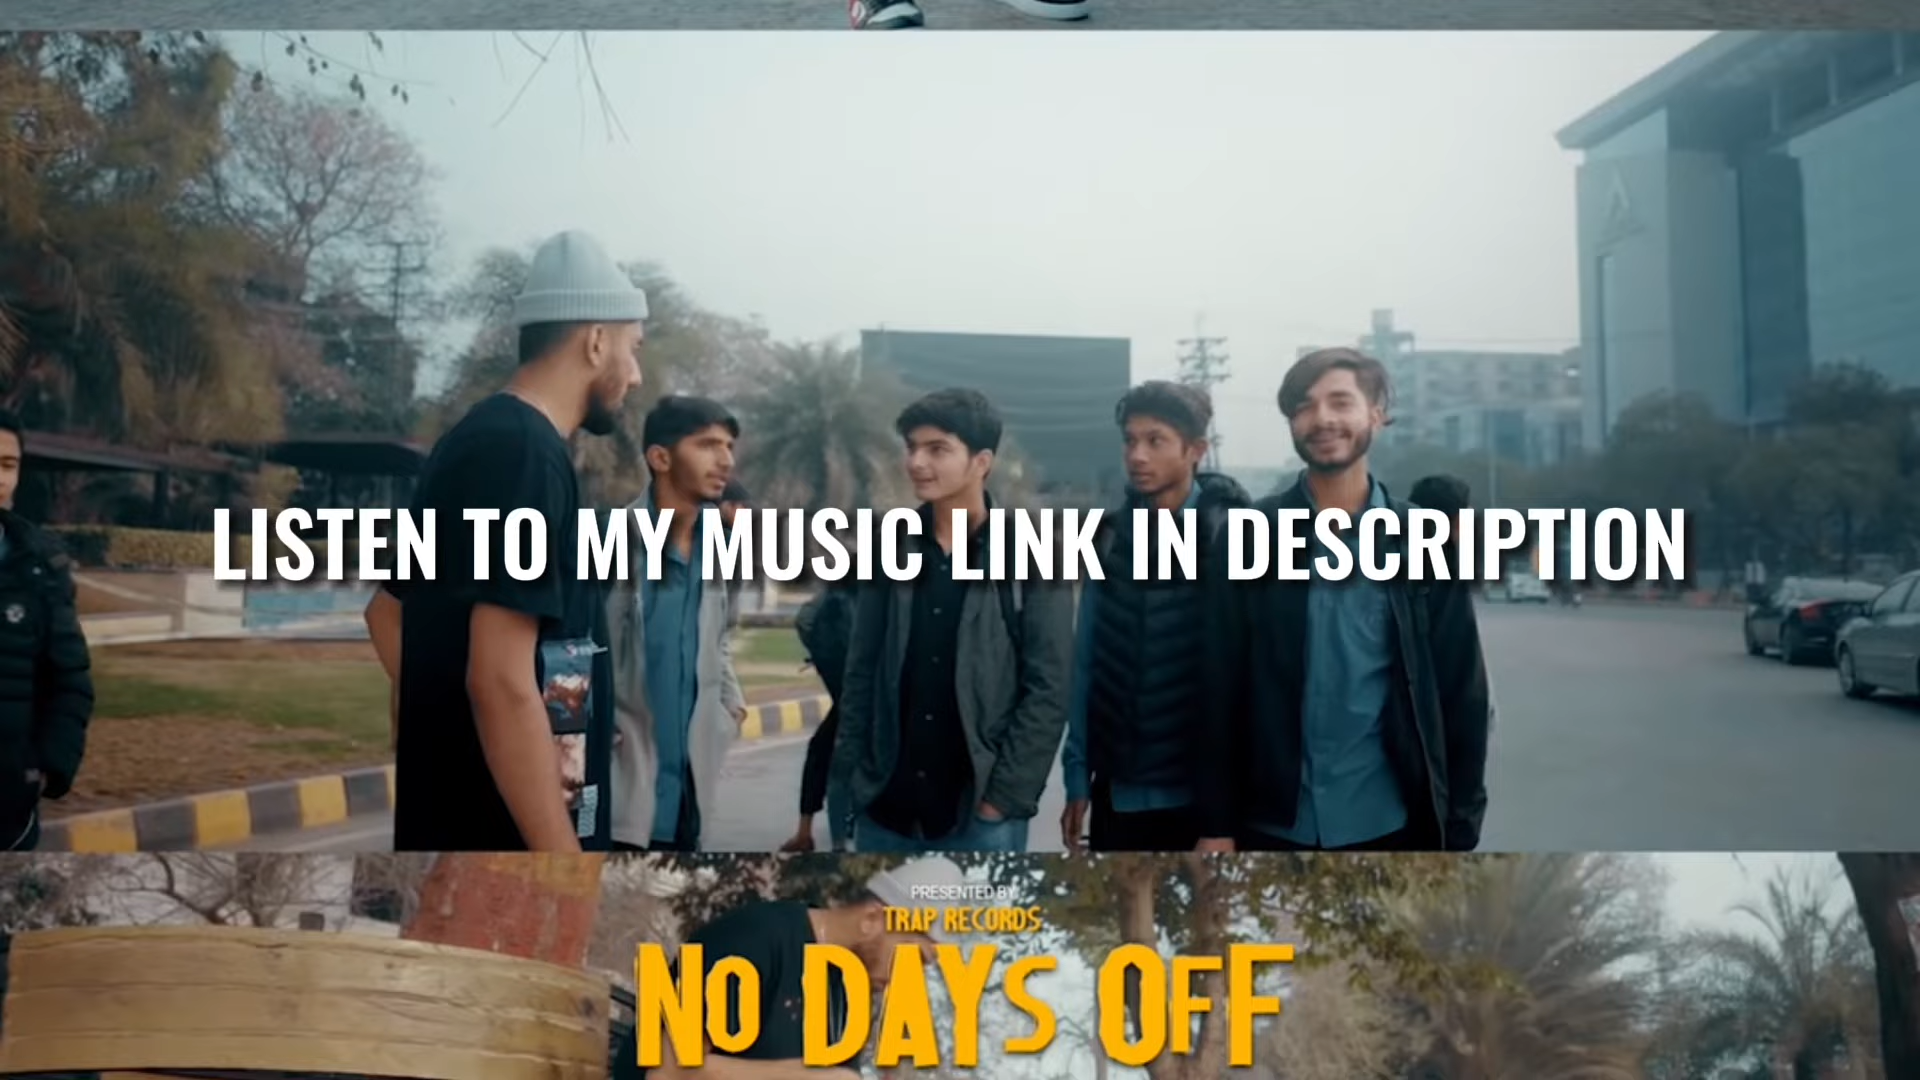 LISTEN TO MY MUSIC LINK IN DESCRIPTION
PRESENTED BY
TRAP RECORDS
NO DAYS OFF